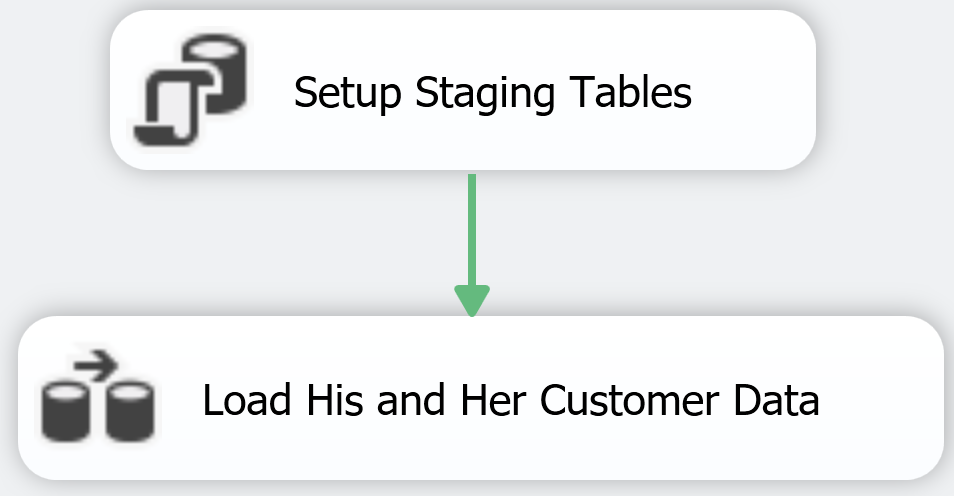 Setup Staging Tables
Load His and Her Customer Data